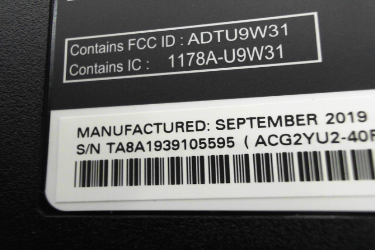 Contains FCC ID : ADTU9W31
Contains IC : 1178A-U9W31
MANUFACTURED: SEPTEMBER 2019
S/N TA8A1939105595 ( ACG2YU2-40